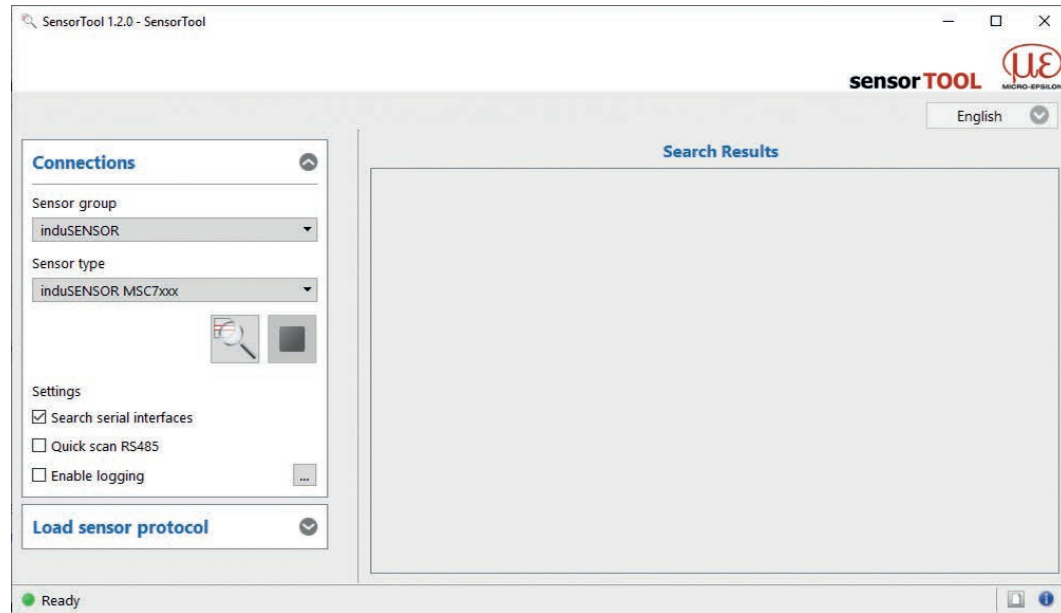 SensorTool 1.2.0 - SensorTool
sensorTOOL
με
MICRO-EPSILON
English
Connections
Sensor group
induSENSOR
Sensor type
induSENSOR MSC7xxx
Settings
Search serial interfaces
Quick scan RS485
Enable logging
...
Load sensor protocol
Search Results
Ready